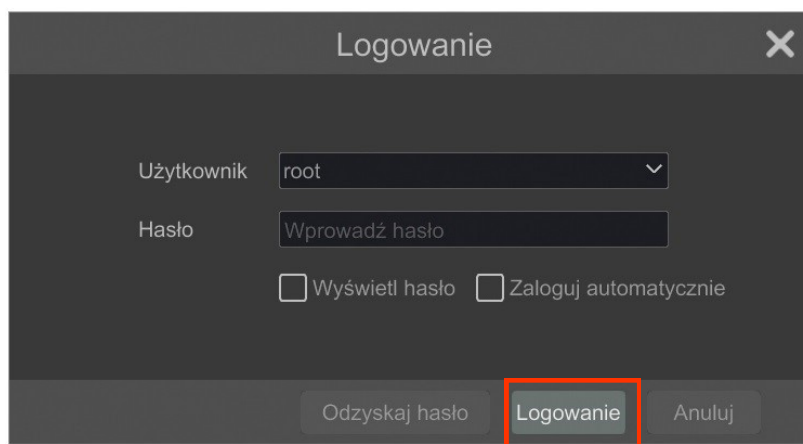 Logowanie
Użytkownik root
Hasło Wprowadź hasło
Wyświetl hasło Zaloguj automatycznie
Odzyskaj hasło Logowanie Anuluj